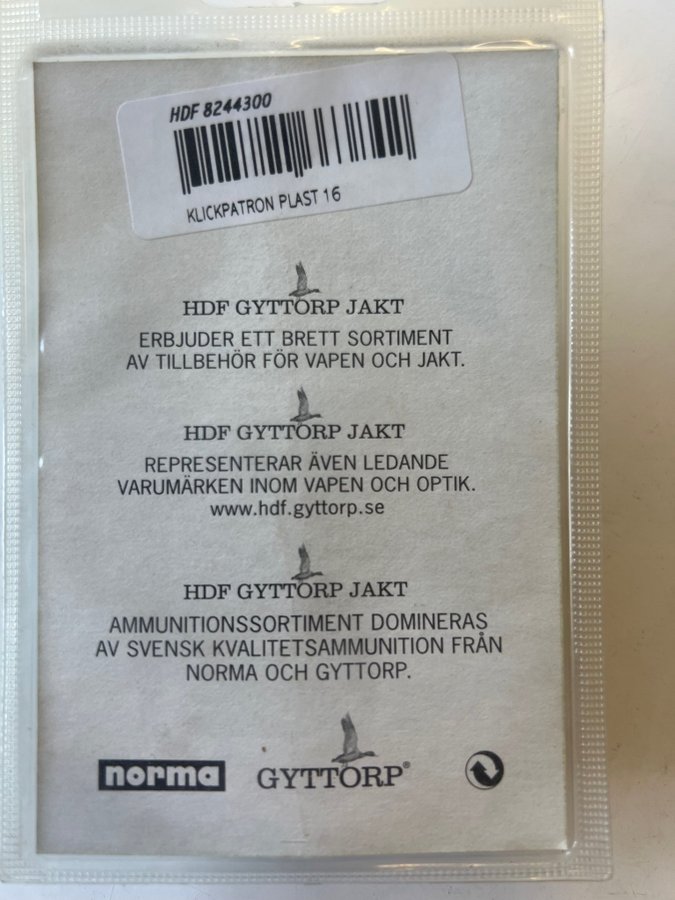 HDF 8244300
KLICKPATRON PLAST 16
HDF GYTTORP JAKT
ERBJUDER ETT BRETT SORTIMENT
AV TILLBEHÖR FÖR VAPEN OCH JAKT.
HDF GYTTORP JAKT
REPRESENTERAR ÄVEN LEDANDE
VARUMÄRKEN INOM VAPEN OCH OPTIK.
www.hdf.gyttorp.se
HDF GYTTORP JAKT
AMMUNITIONSSORTIMENT DOMINERAS
AV SVENSK KVALITETSAMMUNITION FRÅN
NORMA OCH GYTTORP.
norma GYTTORP®